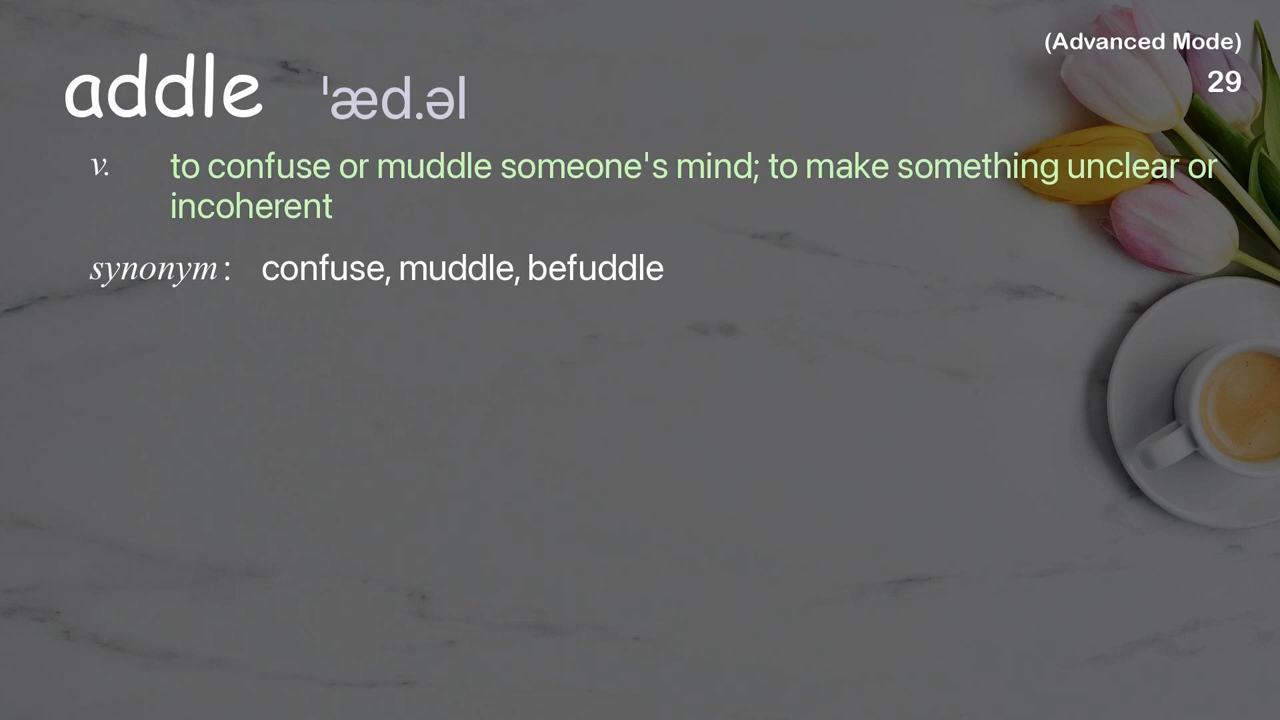 (Advanced Mode)
addle ˈæd.əl
29
v. to confuse or muddle someone's mind; to make something unclear or
incoherent
synonym: confuse, muddle, befuddle